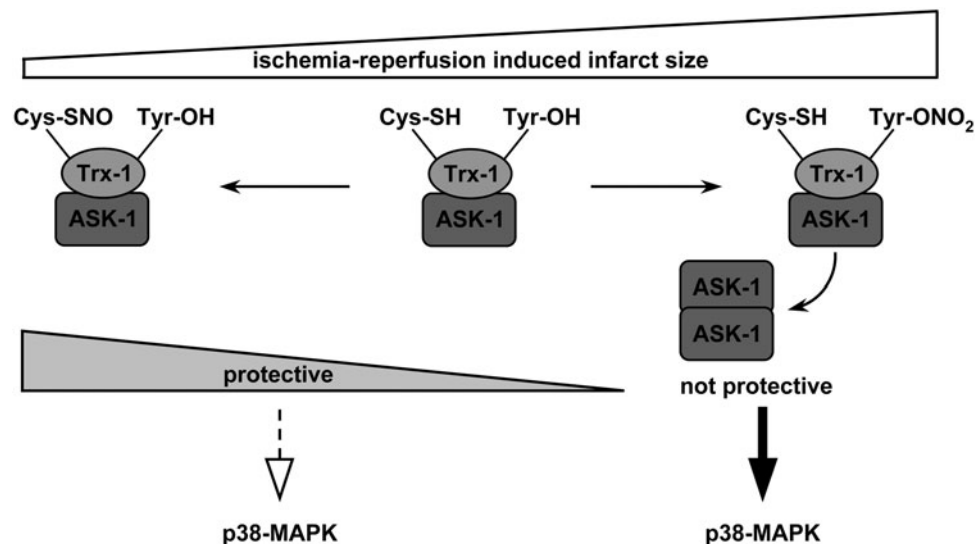 ischemia-reperfusion induced infarct size
Cys-SNO Tyr-OH
Cys-SH Tyr-OH
Cys-SH Tyr-ONO₂
Trx-1
Trx-1
Trx-1
ASK-1
ASK-1
ASK-1
ASK-1
ASK-1
protective
not protective
p38-MAPK
p38-MAPK